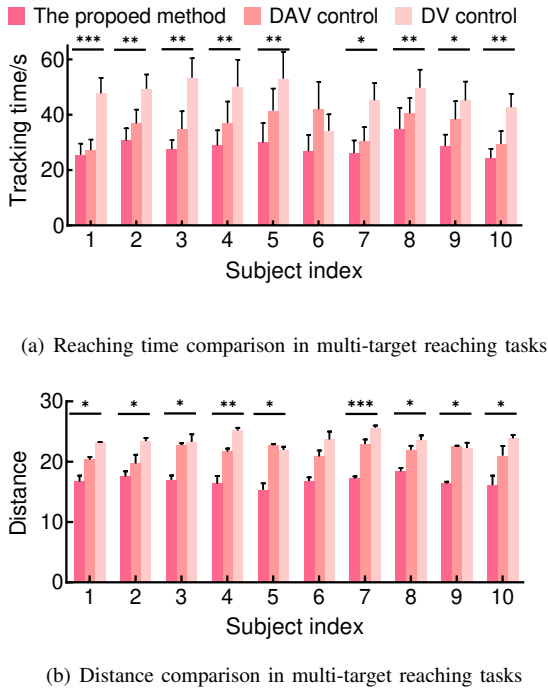 The propoed method DAV control DV control
*** ** ** ** ** * ** * **
60
40
20
0
Tracking time/s
1 2 3 4 5 6 7 8 9 10
Subject index
(a) Reaching time comparison in multi-target reaching tasks
* * * ** * *** * * *
30
20
10
0
Distance
1 2 3 4 5 6 7 8 9 10
Subject index
(b) Distance comparison in multi-target reaching tasks